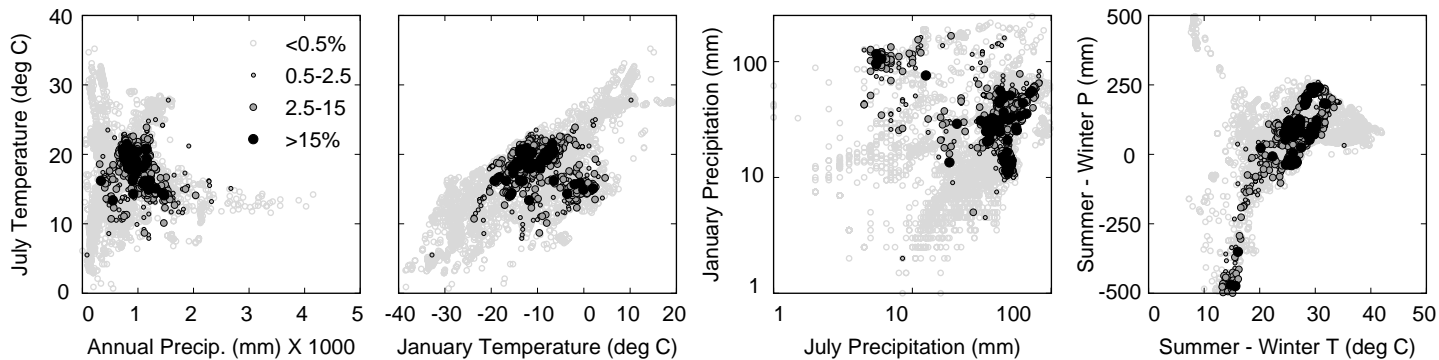 July Temperature (deg C)
40
30
20
10
0
<0.5%
0.5-2.5
2.5-15
>15%
0 1 2 3 4 5
Annual Precip. (mm) X 1000
-40 -30 -20 -10 0 10 20
January Temperature (deg C)
January Precipitation (mm)
100
10
1
10 100
July Precipitation (mm)
Summer - Winter P (mm)
500
250
0
-250
-500
0 10 20 30 40 50
Summer - Winter T (deg C)